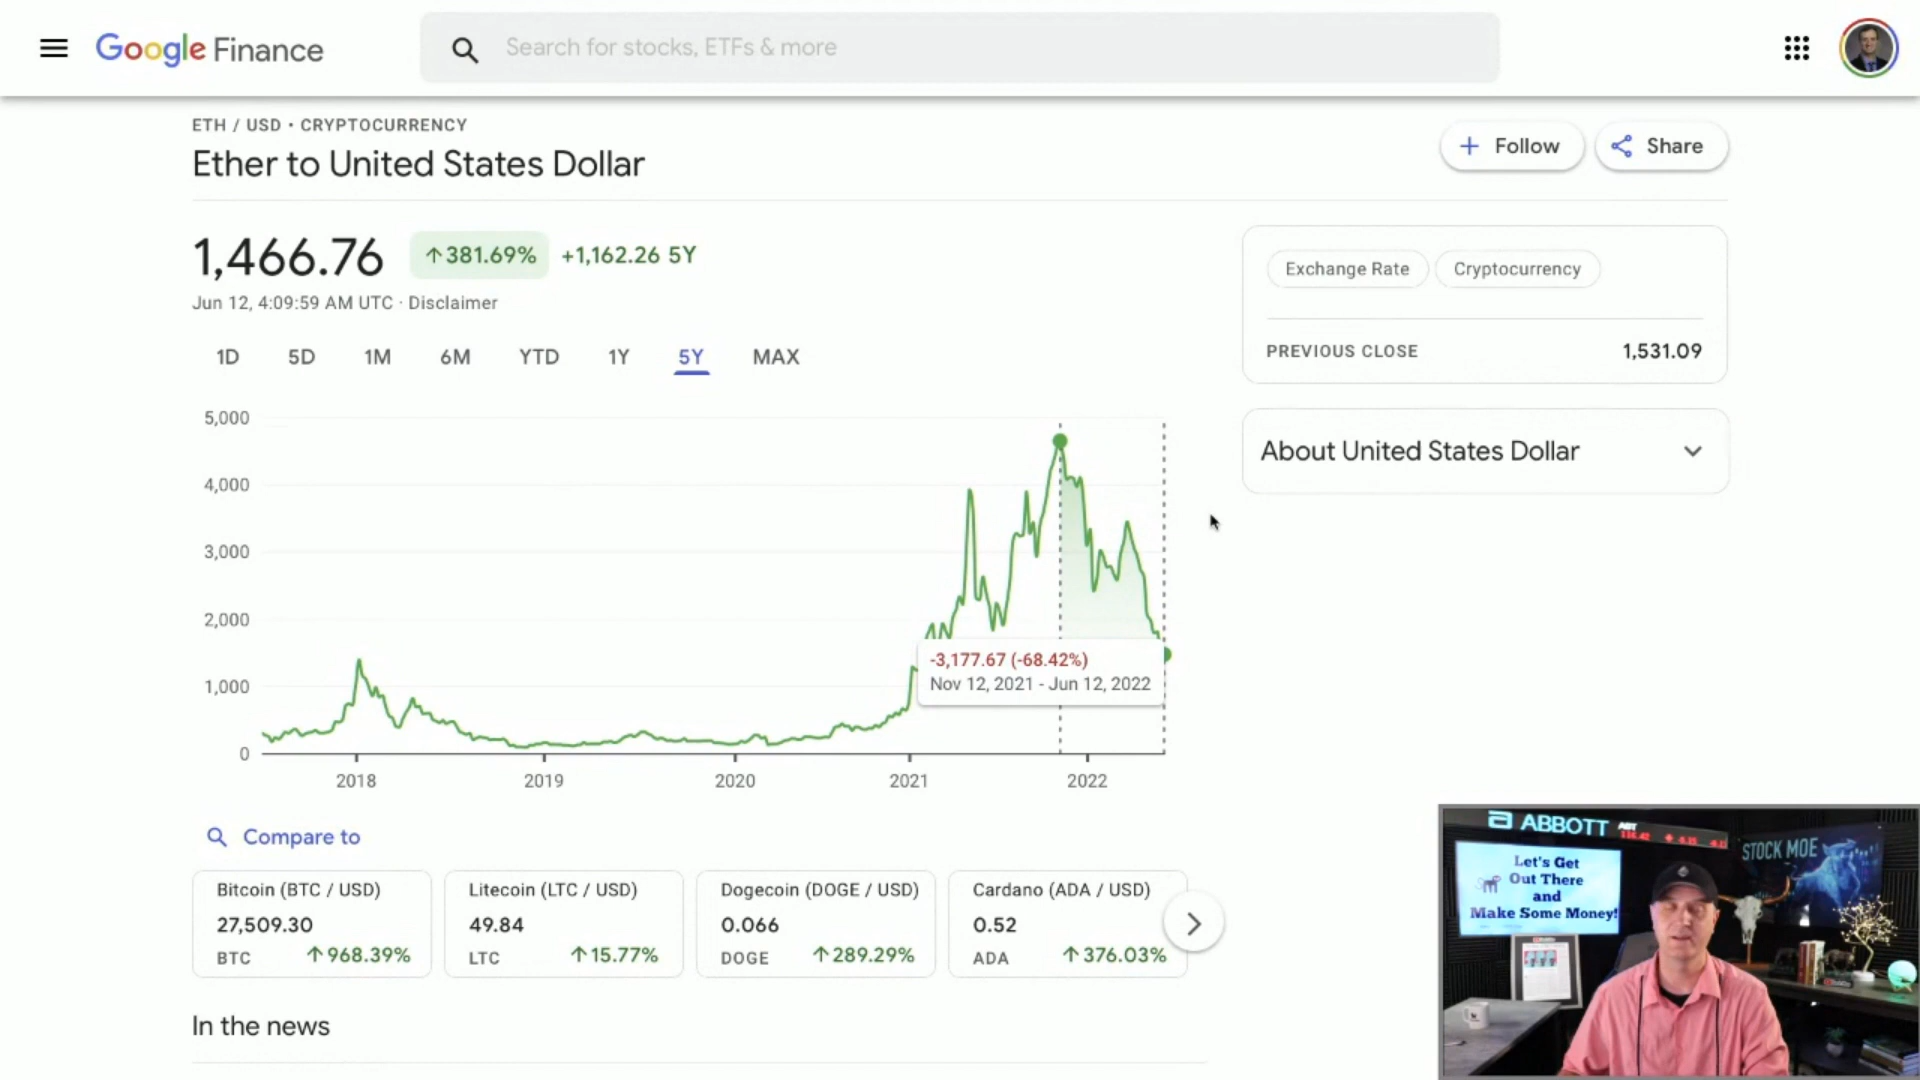 Google Finance
Search for stocks, ETFs & more
ETH / USD • CRYPTOCURRENCY
Ether to United States Dollar
Follow
Share
1,466.76
↑381.69%
+1,162.26 5Y
Jun 12, 4:09:59 AM UTC · Disclaimer
Exchange Rate
Cryptocurrency
PREVIOUS CLOSE
1,531.09
About United States Dollar
1D
5D
1M
6M
YTD
1Y
5Y
MAX
5,000
4,000
3,000
2,000
1,000
0
-3,177.67 (-68.42%)
Nov 12, 2021 - Jun 12, 2022
2018
2019
2020
2021
2022
Compare to
Bitcoin (BTC / USD)
27,509.30
BTC
↑968.39%
Litecoin (LTC / USD)
49.84
LTC
↑15.77%
Dogecoin (DOGE / USD)
0.066
DOGE
↑289.29%
Cardano (ADA / USD)
0.52
ADA
↑376.03%
In the news
ABBOTT
STOCK MOE
Let's Get
Out There
and
Make Some Money!